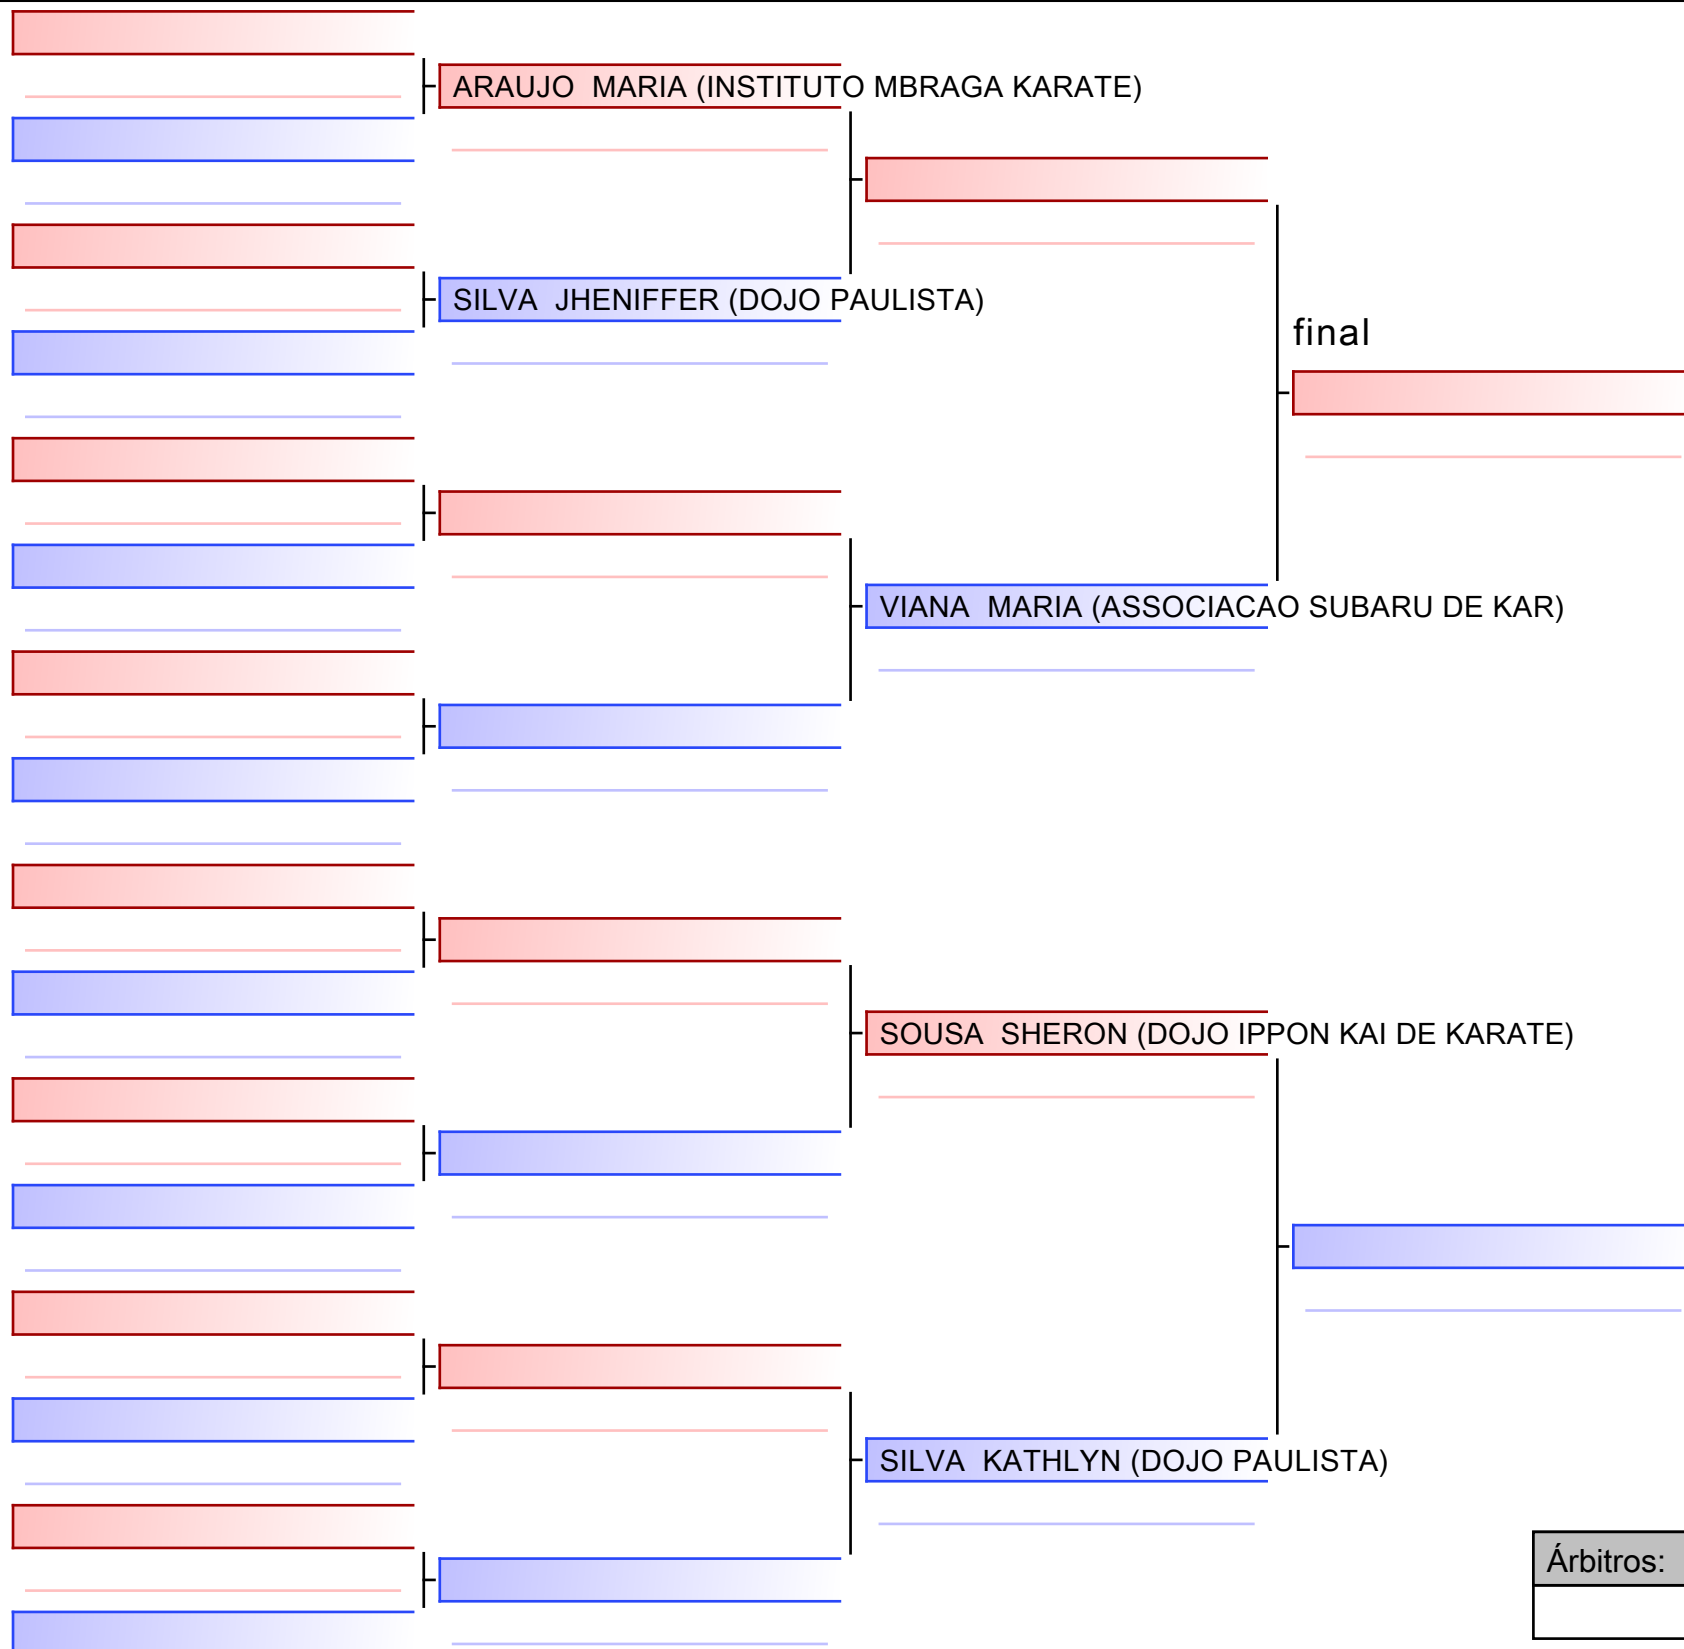 ARAUJO  MARIA (INSTITUTO MBRAGA KARATE)
SILVA  JHENIFFER (DOJO PAULISTA)
final
VIANA  MARIA (ASSOCIACAO SUBARU DE KAR)
SOUSA  SHERON (DOJO IPPON KAI DE KARATE)
SILVA  KATHLYN (DOJO PAULISTA)
Árbitros: